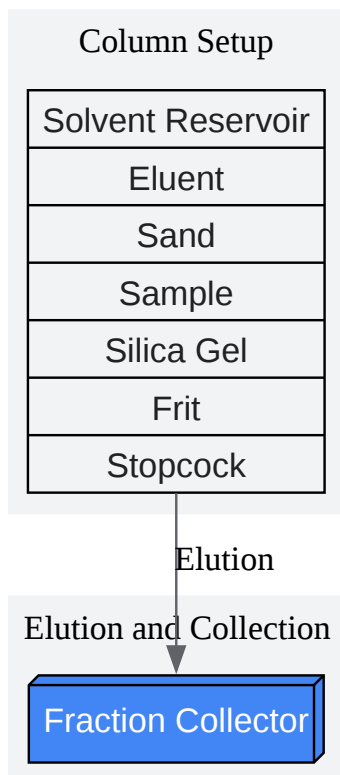 Column Setup
Solvent Reservoir
Eluent
Sand
Sample
Silica Gel
Frit
Stopcock
Elution
Elution and Collection
Fraction Collector